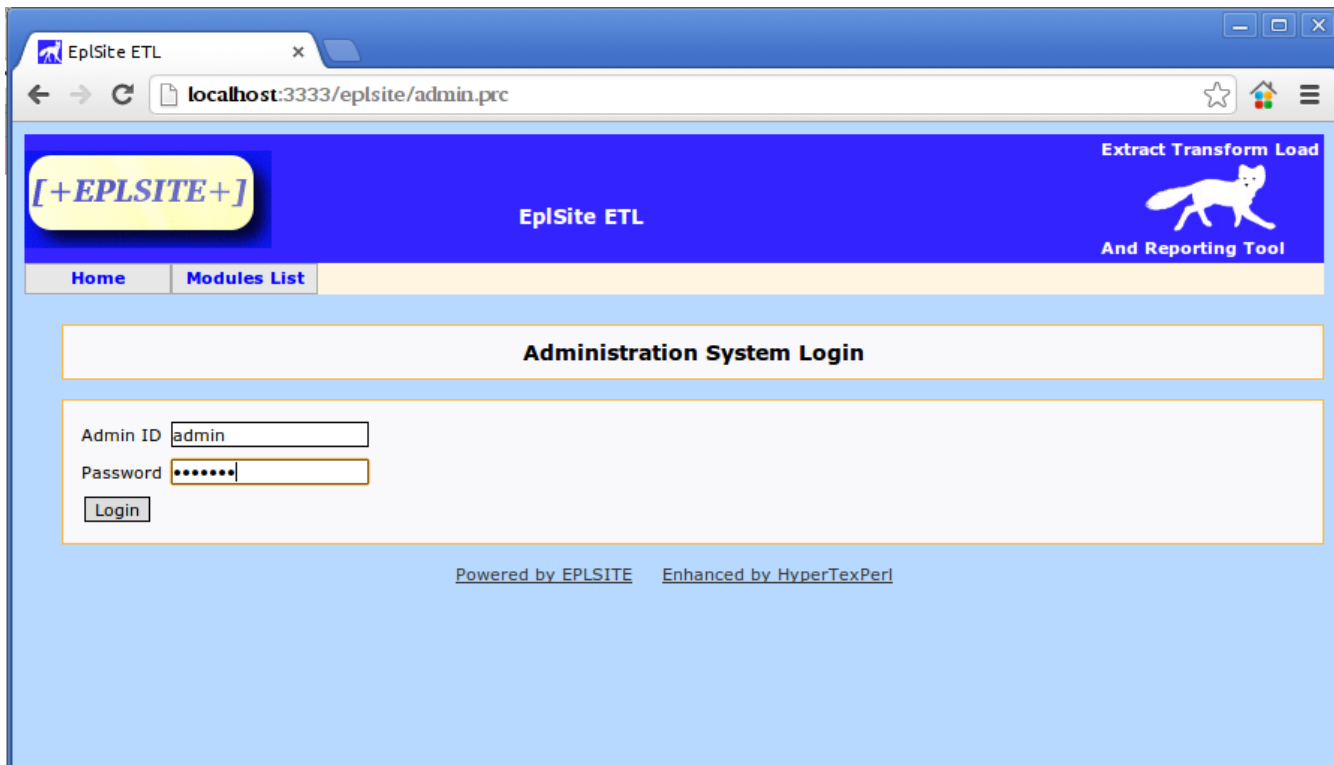 EplSite ETL
localhost:3333/eplsite/admin.prc
Extract Transform Load
[+EPLSITE+]
EplSite ETL
And Reporting Tool
Home Modules List
Administration System Login
Admin ID admin
Password •••••••
Login
Powered by EPLSITE Enhanced by HyperTexPerl